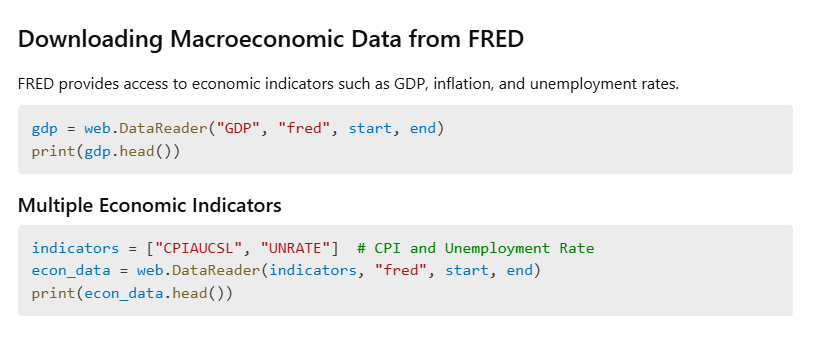 Downloading Macroeconomic Data from FRED
FRED provides access to economic indicators such as GDP, inflation, and unemployment rates.
gdp = web.DataReader("GDP", "fred", start, end)
print(gdp.head())
Multiple Economic Indicators
indicators = ["CPIAUCSL", "UNRATE"]  # CPI and Unemployment Rate
econ_data = web.DataReader(indicators, "fred", start, end)
print(econ_data.head())